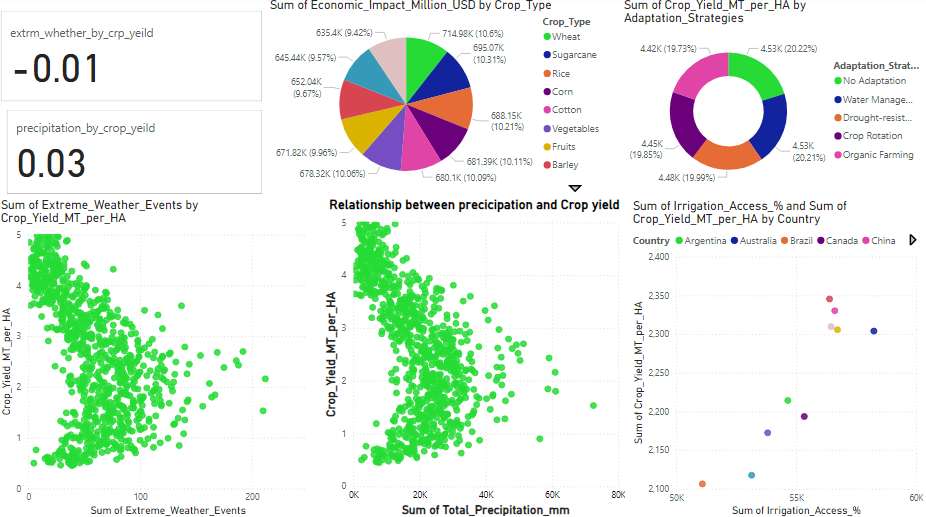 extrm_whether_by_crp_yeild
-0.01
precipitation_by_crop_yeild
0.03
Sum of Economic_Impact_Million_USD by Crop_Type
714.98K (10.6%)
695.07K
(10.31%)
688.15K
(10.21%)
681.39K (10.11%)
680.1K (10.09%)
678.32K (10.06%)
671.82K (9.96%)
652.04K
(9.67%)
645.44K (9.57%)
635.4K (9.42%)
Crop_Type
Wheat
Sugarcane
Rice
Corn
Cotton
Vegetables
Fruits
Barley
Sum of Crop_Yield_MT_per_HA by
Adaptation_Strategies
4.53K (20.22%)
4.53K
(20.21%)
4.48K (19.99%)
4.45K
(19.85%)
4.42K (19.73%)
Adaptation_Strat...
No Adaptation
Water Manage...
Drought-resist...
Crop Rotation
Organic Farming
Sum of Extreme_Weather_Events by
Crop_Yield_MT_per_HA
Crop_Yield_MT_per_HA
5
4
3
2
1
0
0
100
200
Sum of Extreme_Weather_Events
Relationship between precicipation and Crop yield
Crop_Yield_MT_per_HA
5
4
3
2
1
0
0K
20K
40K
60K
80K
Sum of Total_Precipitation_mm
Sum of Irrigation_Access_% and Sum of
Crop_Yield_MT_per_HA by Country
Country
Argentina
Australia
Brazil
Canada
China
Sum of Crop_Yield_MT_per_HA
2,400
2,350
2,300
2,250
2,200
2,150
2,100
50K
55K
60K
Sum of Irrigation_Access_%